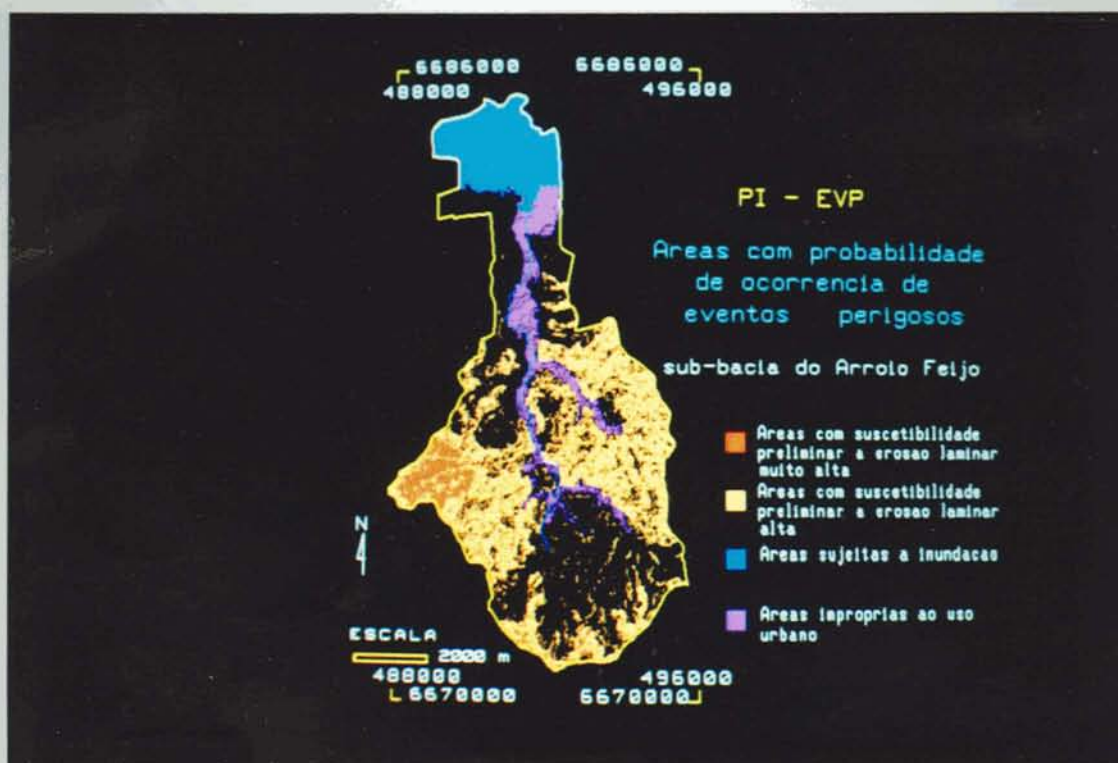 6686000 6686000
488000 496000
PI - EVP
Areas com probabilidade
de ocorrencia de
eventos perigosos
sub-bacia do Arroio Feijo
Areas com suscetibilidade
preliminar a erosao laminar
muito alta
Areas com suscetibilidade
preliminar a erosao laminar
alta
Areas sujeitas a inundacao
Areas improprias ao uso
urbano
N
ESCALA
2000 m
488000 496000
6670000 6670000